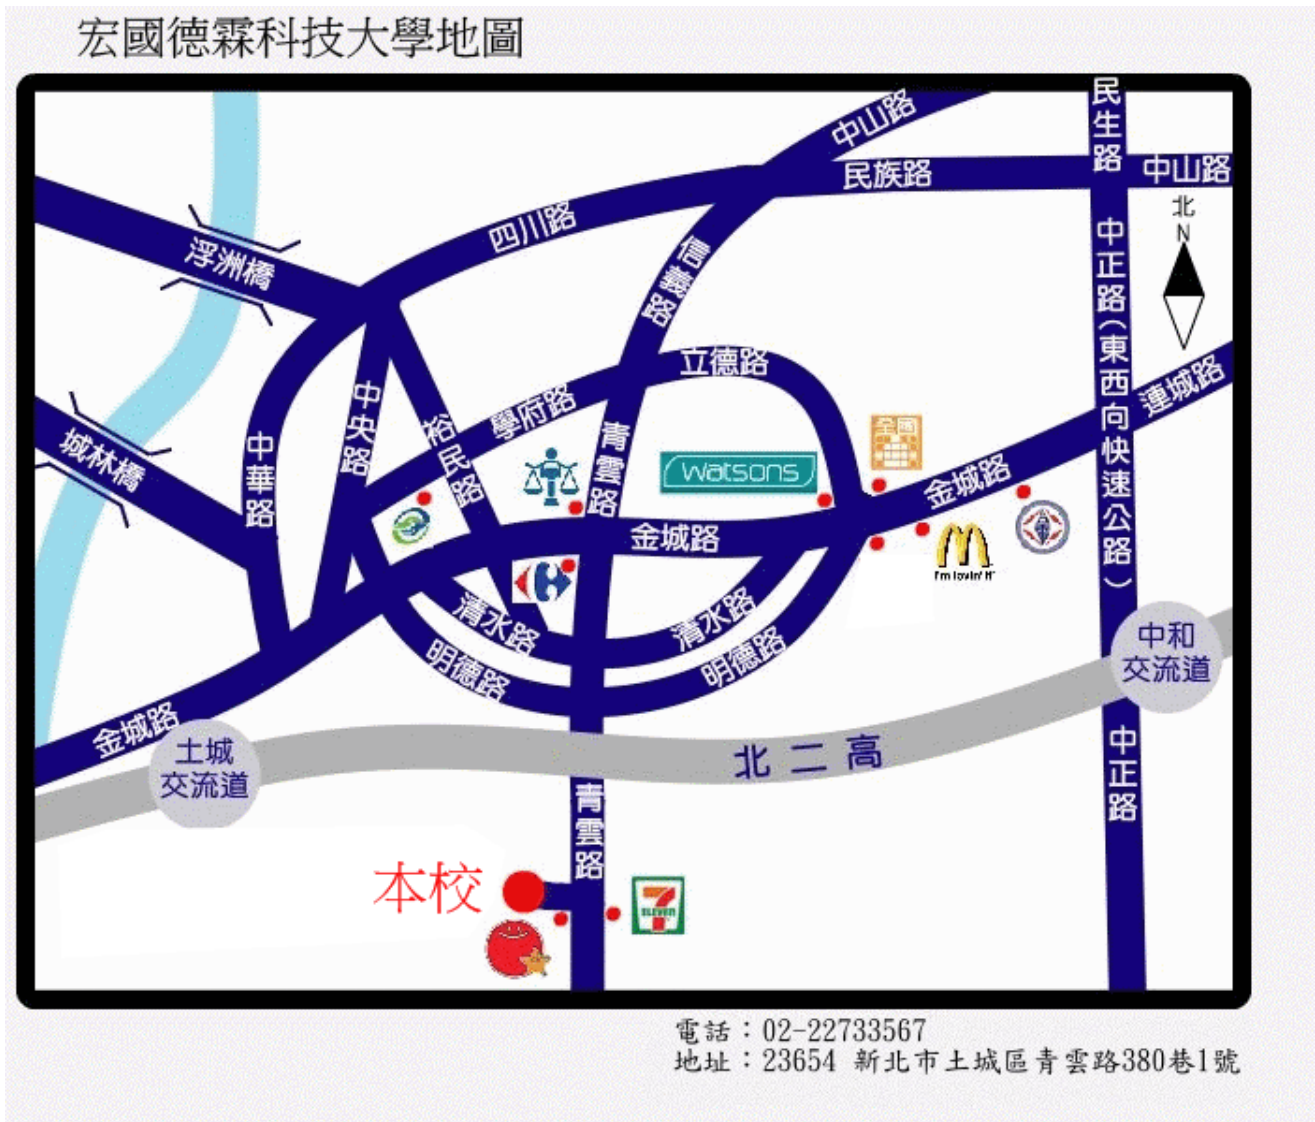 宏國德霖科技大學地圖
中山路
民生路
民族路
中山路
四川路
北
N
浮洲橋
信義路
中正路(東西向快速公路)
立德路
連城路
中央路
學府路
裕民路
城林橋
中華路
青雲路
全國
watsons
金城路
金城路
i'm lovin' it
清水路
清水路
明德路
明德路
中和
交流道
金城路
土城
交流道
北二高
中正路
青雲路
本校
7
ELEVEN
電話：02-22733567
地址：23654 新北市土城區青雲路380巷1號